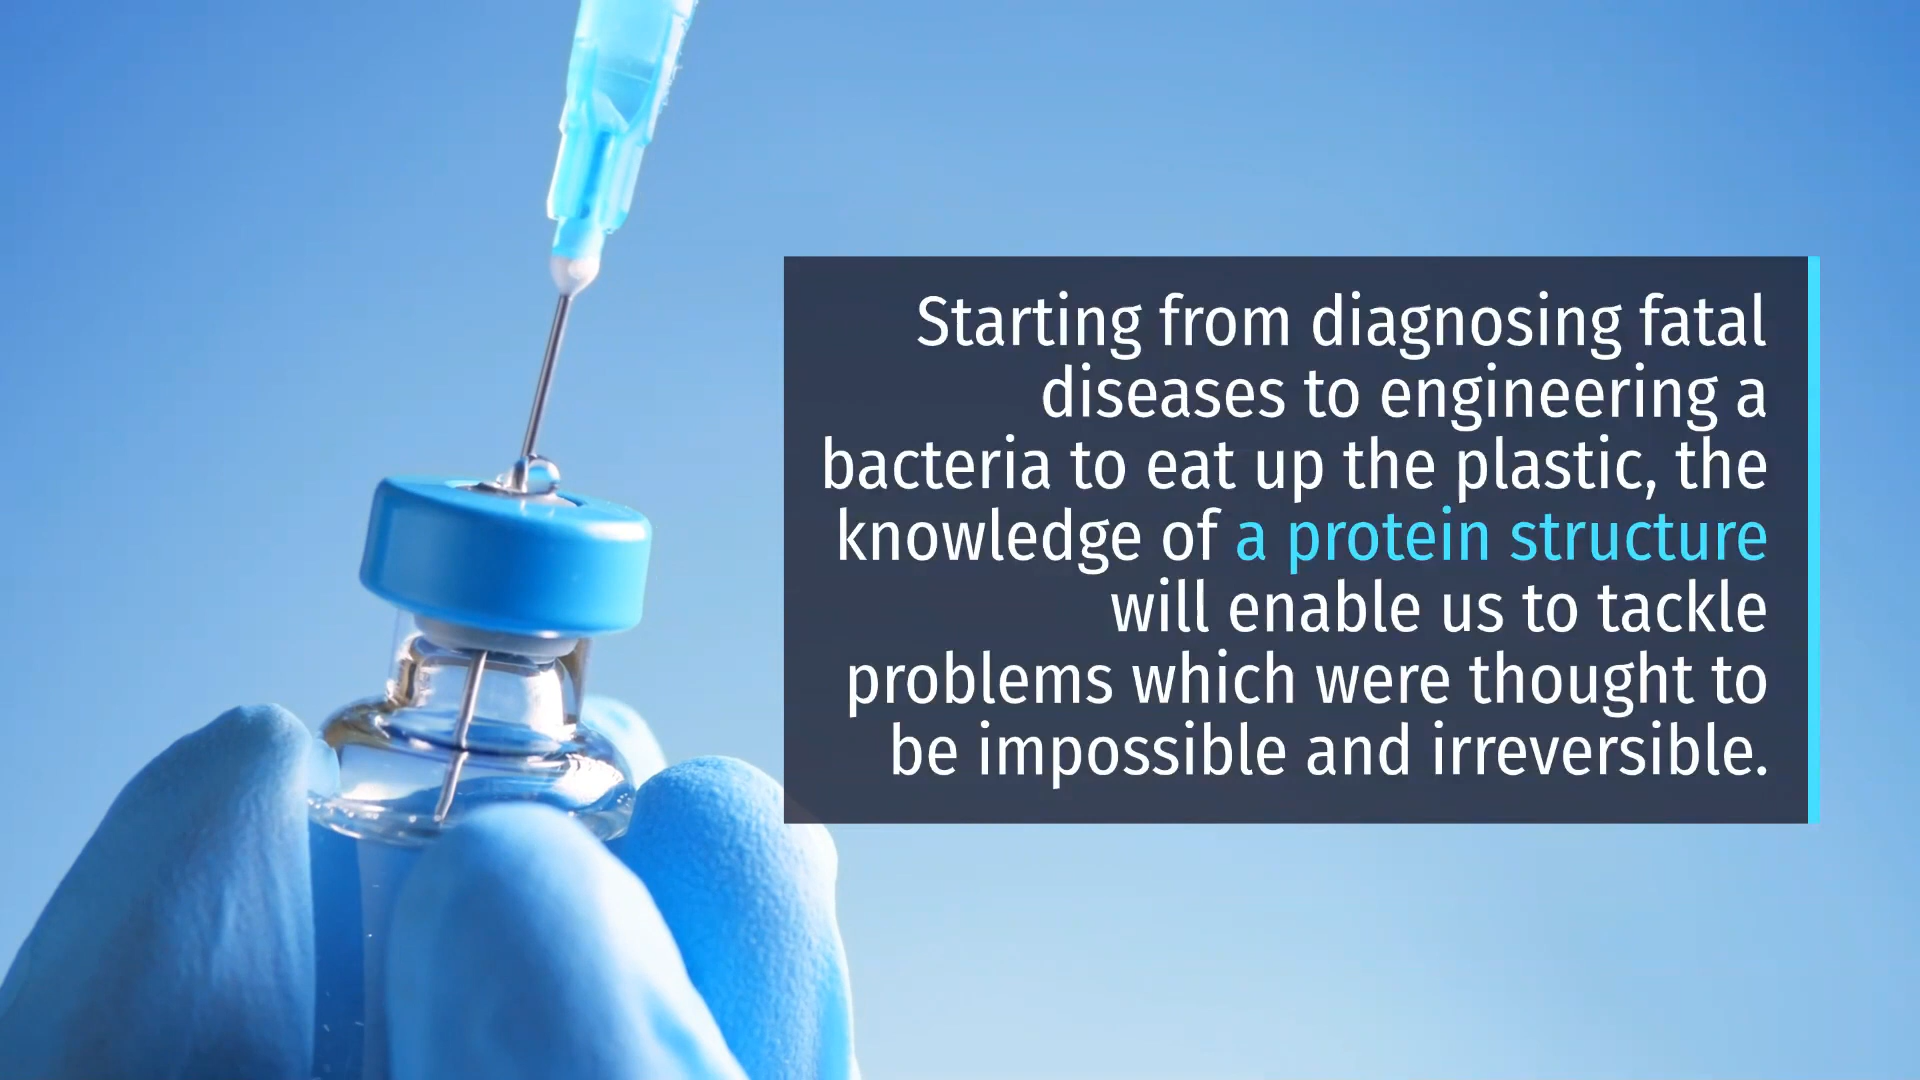 Starting from diagnosing fatal
diseases to engineering a
bacteria to eat up the plastic, the
knowledge of a protein structure
will enable us to tackle
problems which were thought to
be impossible and irreversible.